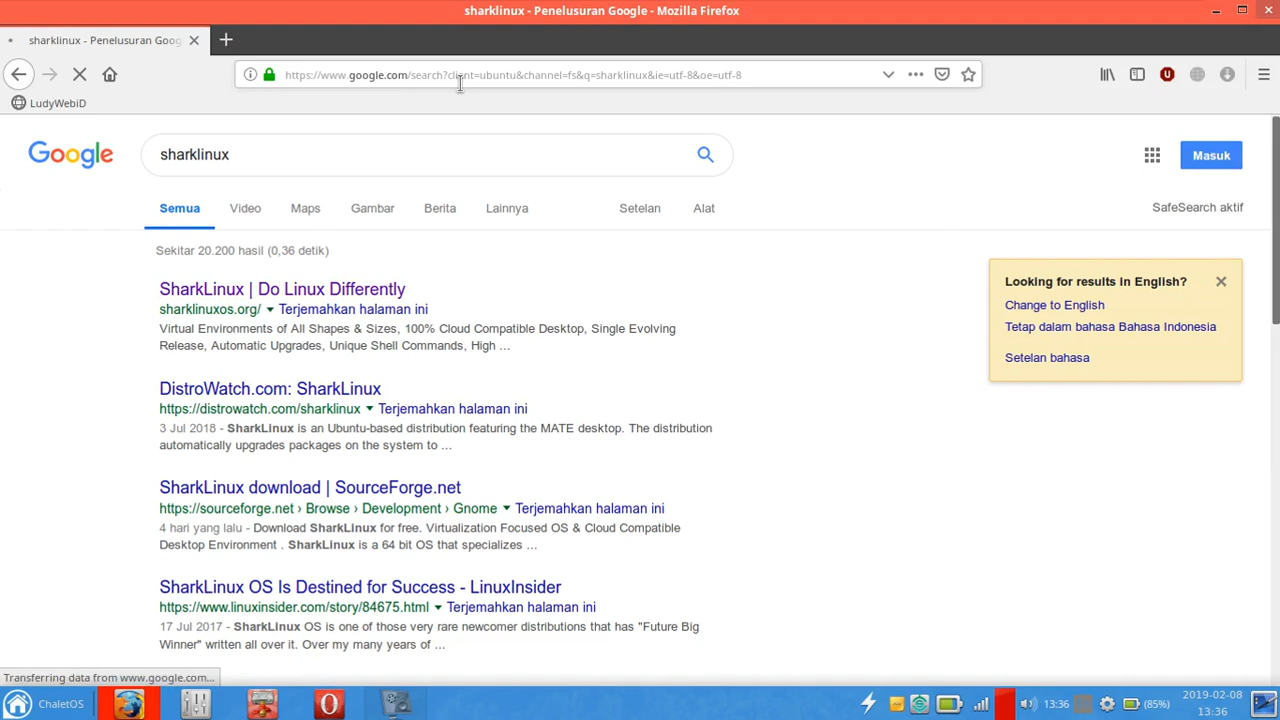 sharklinux - Penelusuran Google - Mozilla Firefox
sharklinux - Penelusuran Goog
https://www.google.com/search?client=ubuntu&channel=fs&q=sharklinux&ie=utf-8&oe=utf-8
LudyWebiD
Google
sharklinux
Masuk
Semua Video Maps Gambar Berita Lainnya Setelan Alat
SafeSearch aktif
Sekitar 20.200 hasil (0,36 detik)
SharkLinux | Do Linux Differently
sharklinuxos.org/ Terjemahkan halaman ini
Virtual Environments of All Shapes & Sizes, 100% Cloud Compatible Desktop, Single Evolving
Release, Automatic Upgrades, Unique Shell Commands, High ...
Looking for results in English?
Change to English
Tetap dalam bahasa Bahasa Indonesia
Setelan bahasa
DistroWatch.com: SharkLinux
https://distrowatch.com/sharklinux Terjemahkan halaman ini
3 Jul 2018 - SharkLinux is an Ubuntu-based distribution featuring the MATE desktop. The distribution
automatically upgrades packages on the system to ...
SharkLinux download | SourceForge.net
https://sourceforge.net › Browse › Development › Gnome Terjemahkan halaman ini
4 hari yang lalu - Download SharkLinux for free. Virtualization Focused OS & Cloud Compatible
Desktop Environment . SharkLinux is a 64 bit OS that specializes ...
SharkLinux OS Is Destined for Success - LinuxInsider
https://www.linuxinsider.com/story/84675.html Terjemahkan halaman ini
17 Jul 2017 - SharkLinux OS is one of those very rare newcomer distributions that has "Future Big
Winner" written all over it. Over my many years of ...
Transferring data from www.google.com...
ChaletOS
13:36
(85%)
2019-02-08
13:36